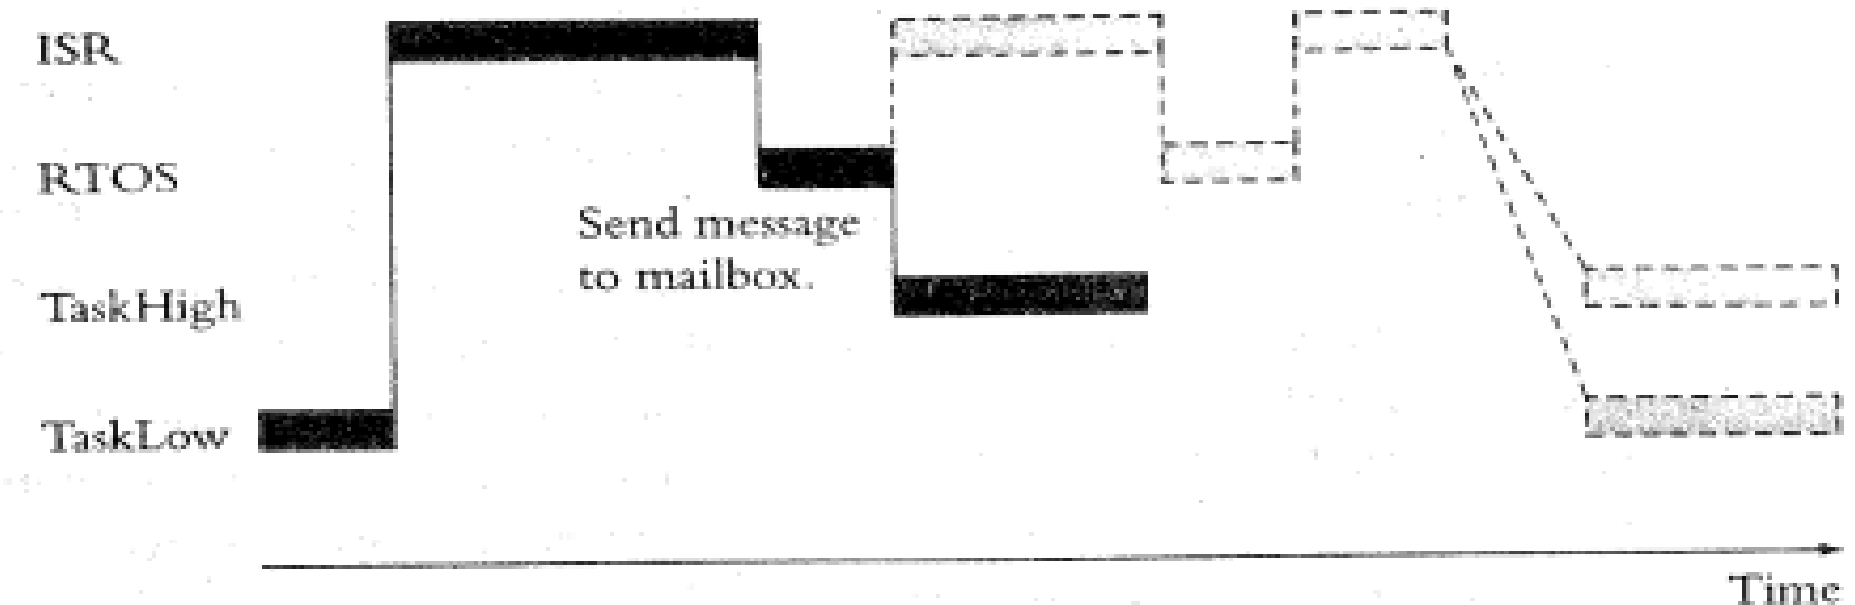 ISR
RTOS
Send message
to mailbox.
TaskHigh
TaskLow
Time